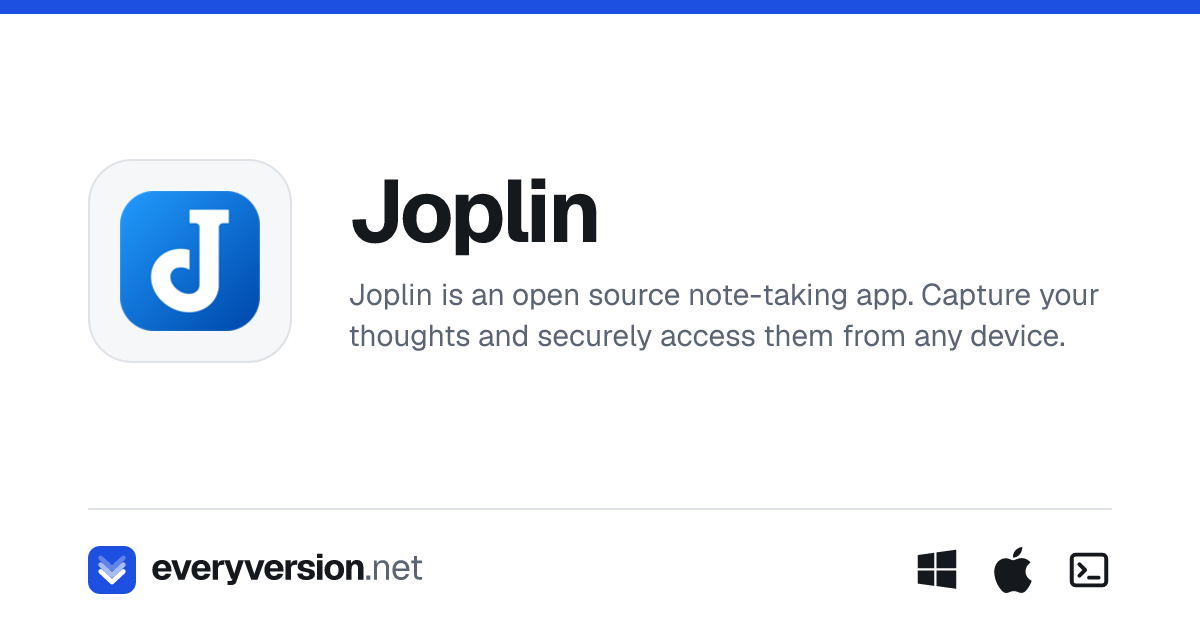 Joplin
Joplin is an open source note-taking app. Capture your
thoughts and securely access them from any device.
everyversion.net